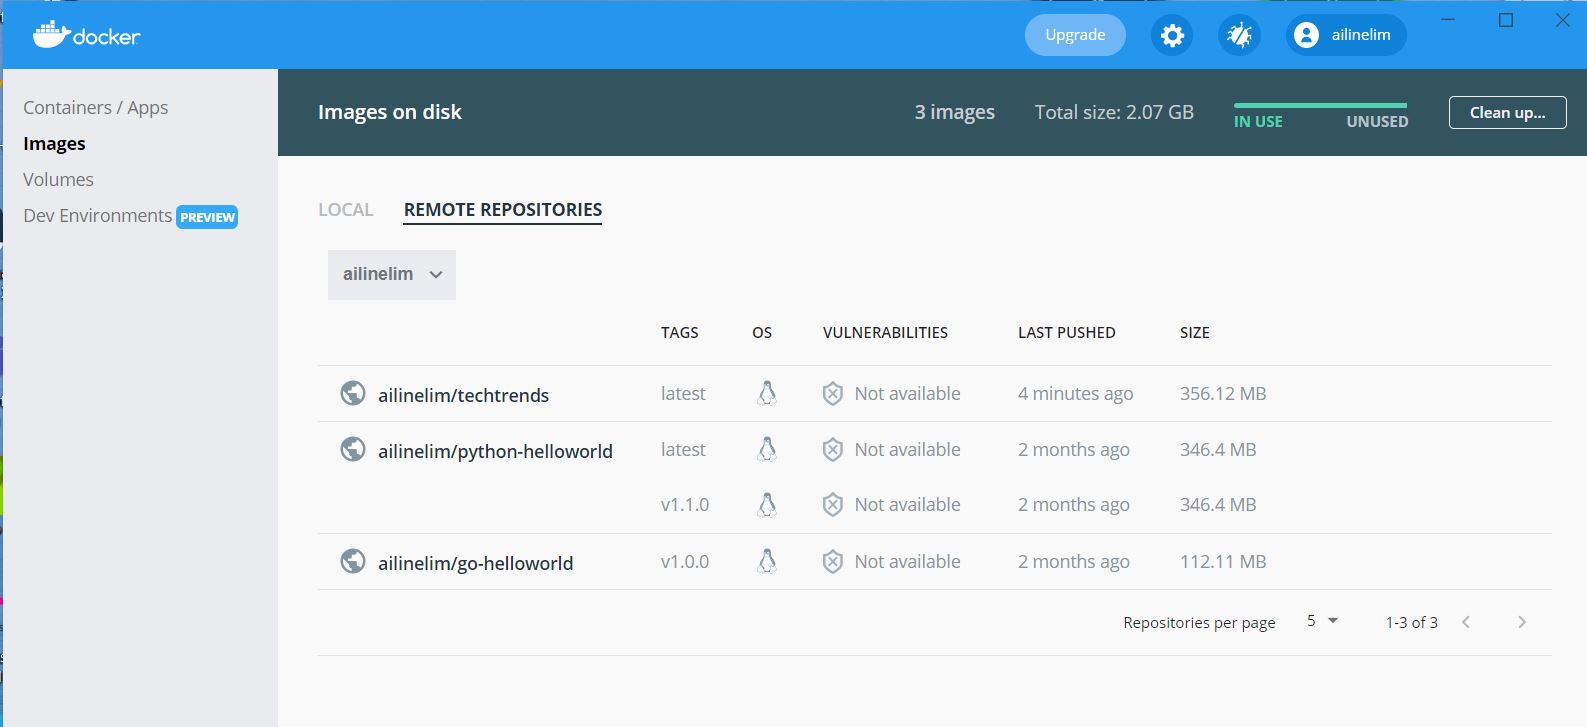 docker
Upgrade
ailinelim
Containers / Apps
Images
Volumes
Dev Environments PREVIEW
Images on disk
3 images
Total size: 2.07 GB
IN USE
UNUSED
Clean up...
LOCAL
REMOTE REPOSITORIES
ailinelim
TAGS OS VULNERABILITIES LAST PUSHED SIZE
ailinelim/techtrends latest Not available 4 minutes ago 356.12 MB
ailinelim/python-helloworld latest Not available 2 months ago 346.4 MB
v1.1.0 Not available 2 months ago 346.4 MB
ailinelim/go-helloworld v1.0.0 Not available 2 months ago 112.11 MB
Repositories per page 5 1-3 of 3